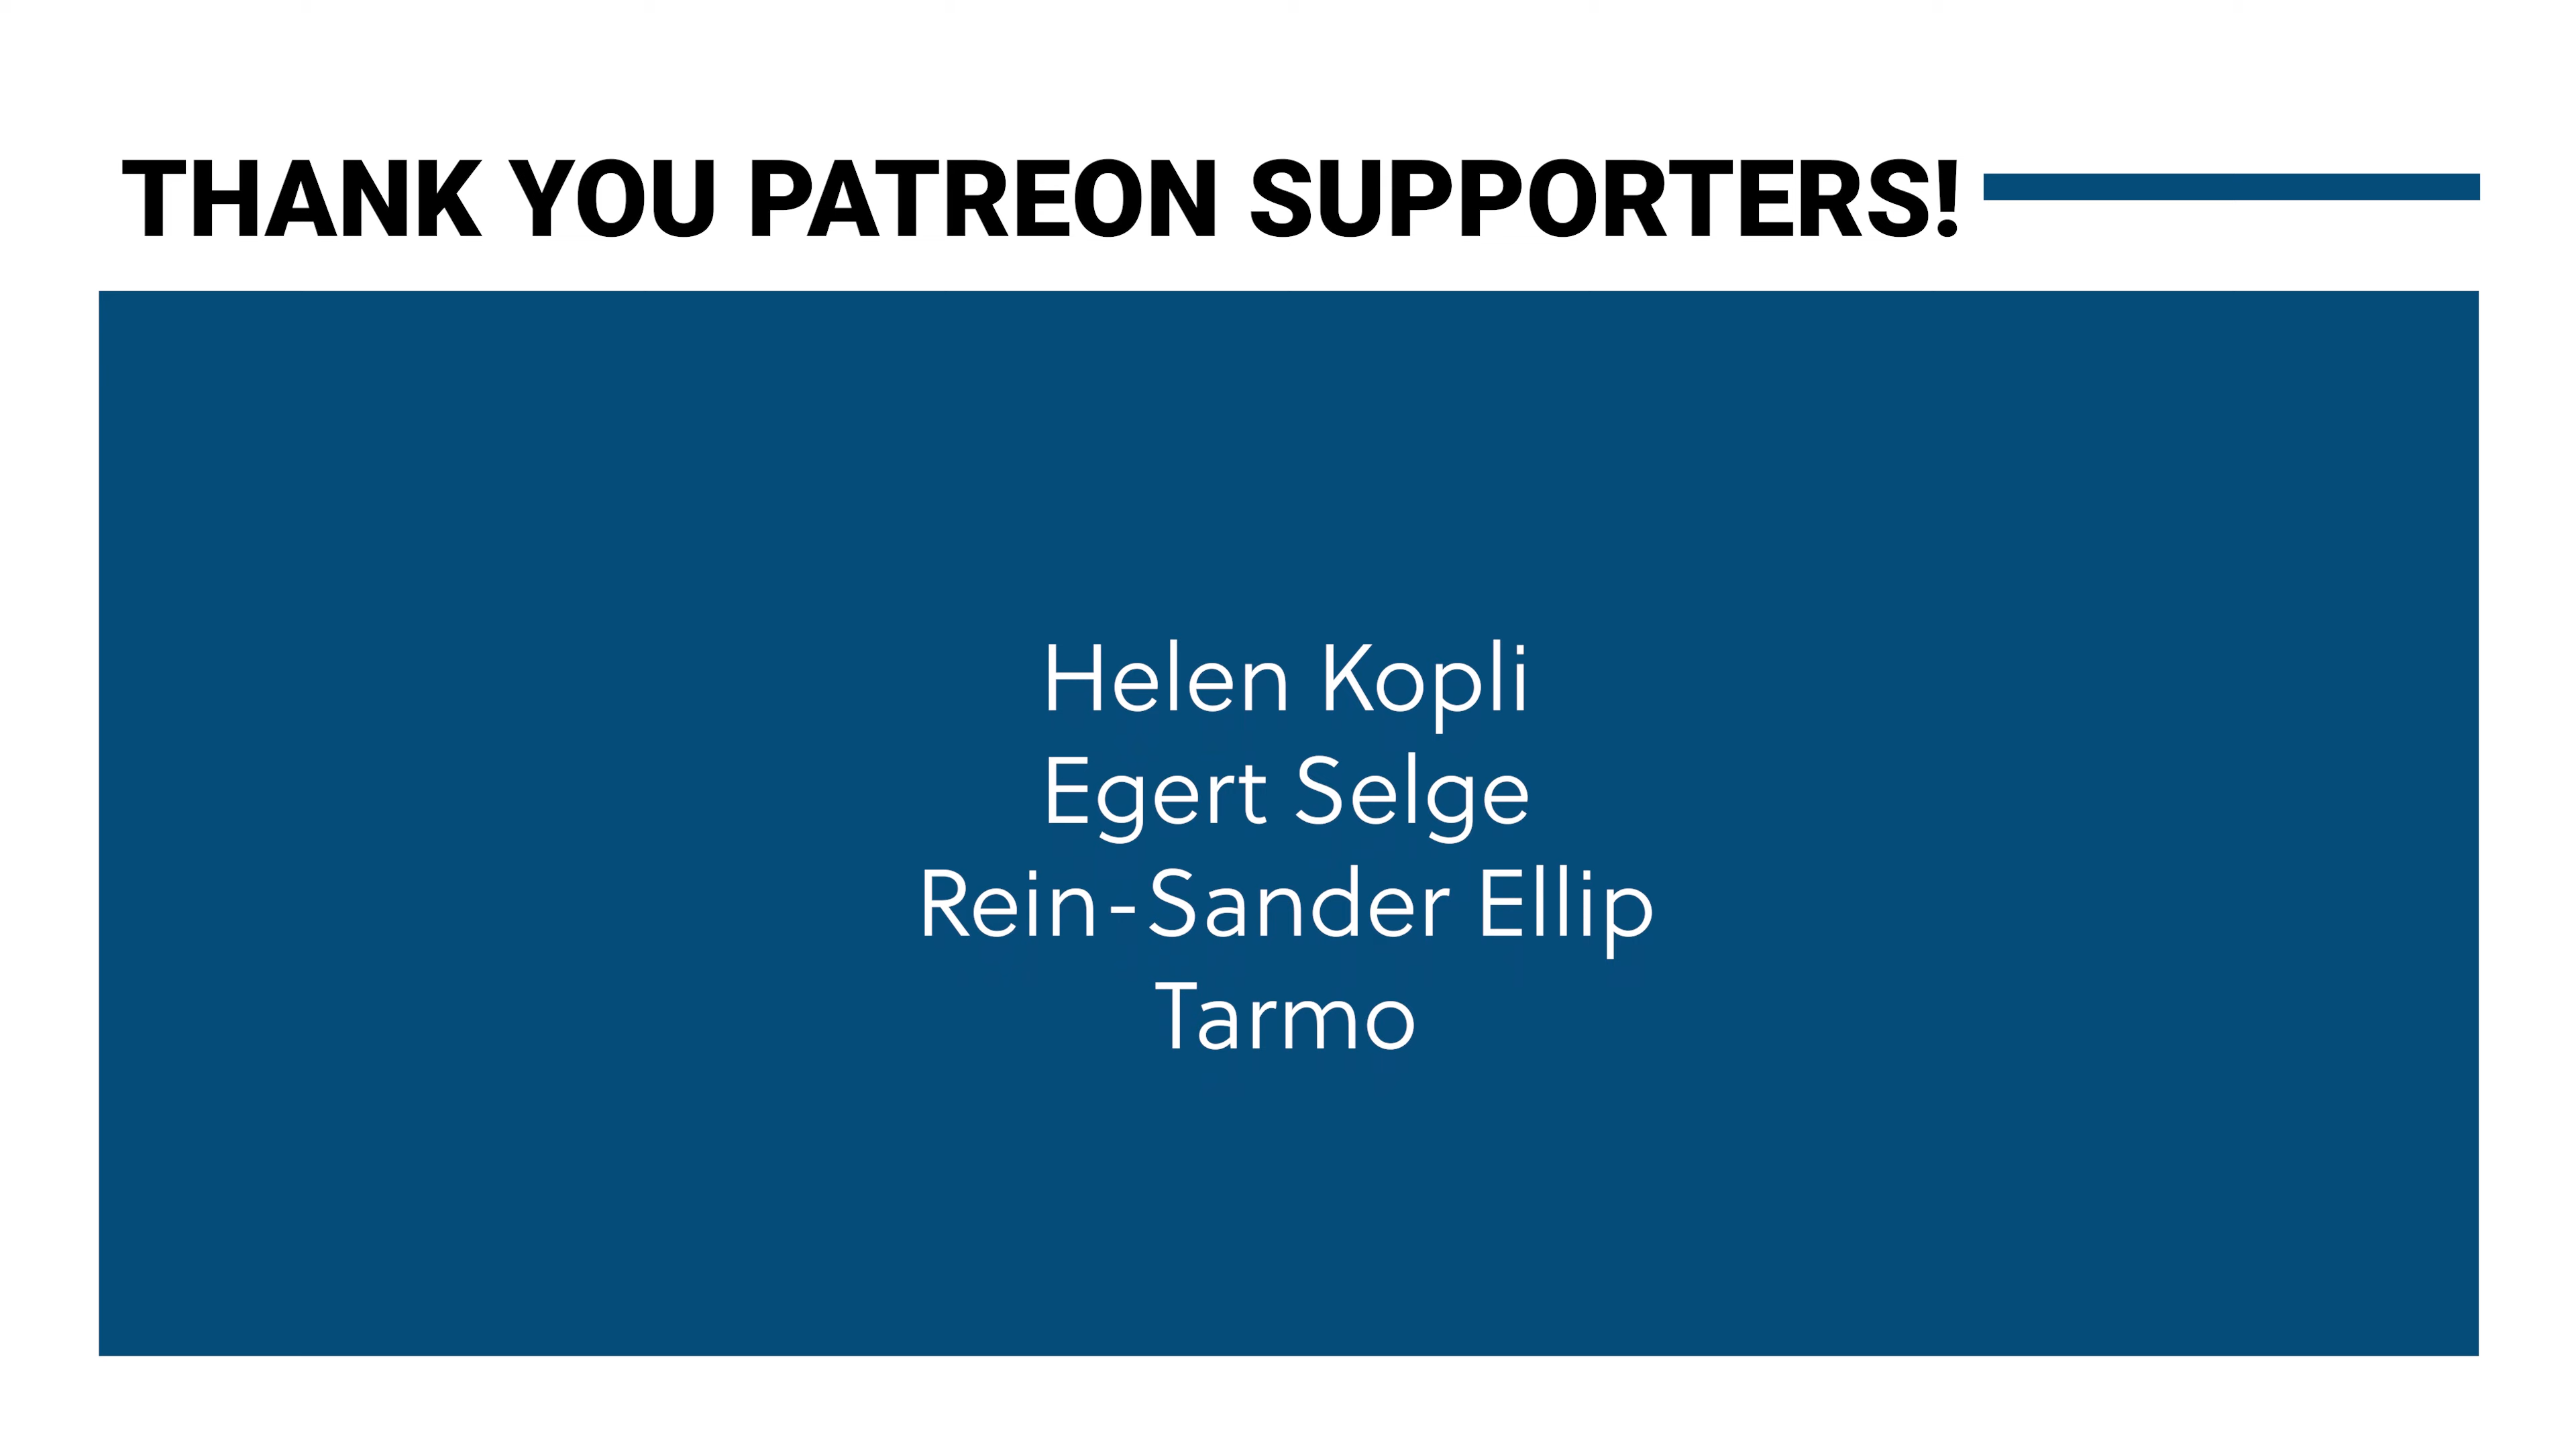 THANK YOU PATREON SUPPORTERS!
Helen Kopli
Egert Selge
Rein-Sander Ellip
Tarmo